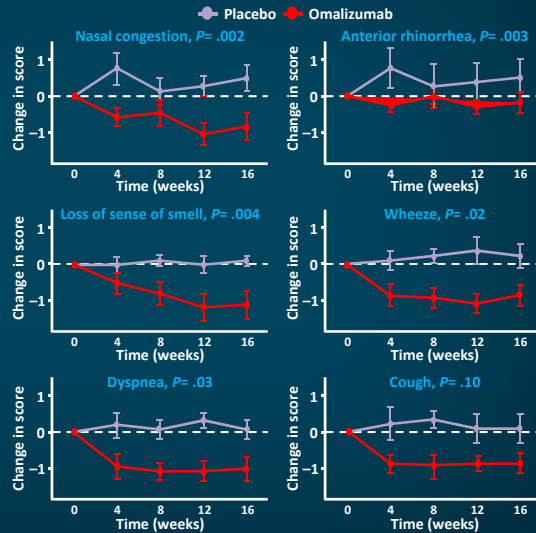 Placebo Omalizumab
Nasal congestion, P= .002
Change in score
1
0
−1
0 4 8 12 16
Time (weeks)
Anterior rhinorrhea, P= .003
Change in score
1
0
−1
0 4 8 12 16
Time (weeks)
Loss of sense of smell, P= .004
Change in score
1
0
−1
0 4 8 12 16
Time (weeks)
Wheeze, P= .02
Change in score
1
0
−1
0 4 8 12 16
Time (weeks)
Dyspnea, P= .03
Change in score
1
0
−1
0 4 8 12 16
Time (weeks)
Cough, P= .10
Change in score
1
0
−1
0 4 8 12 16
Time (weeks)